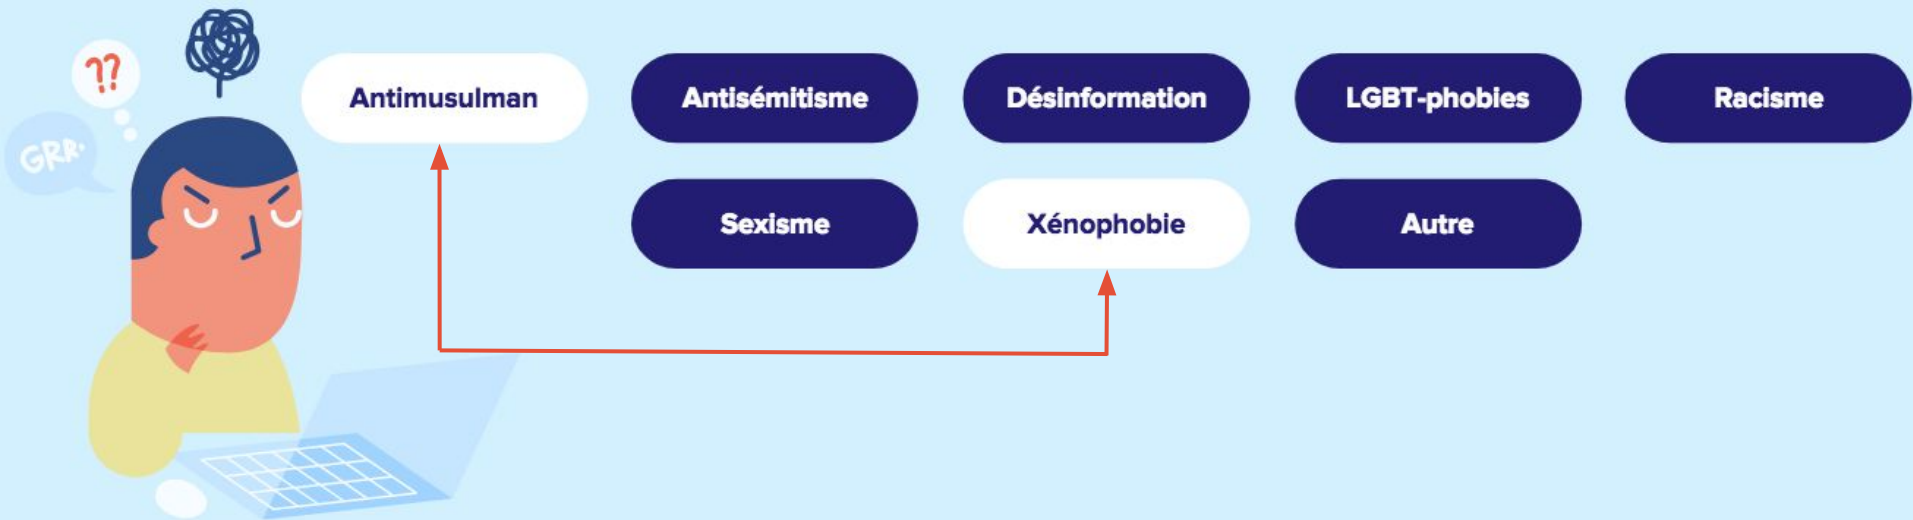 ??
GRR.
Antimusulman
Antisémitisme
Désinformation
LGBT-phobies
Racisme
Sexisme
Xénophobie
Autre